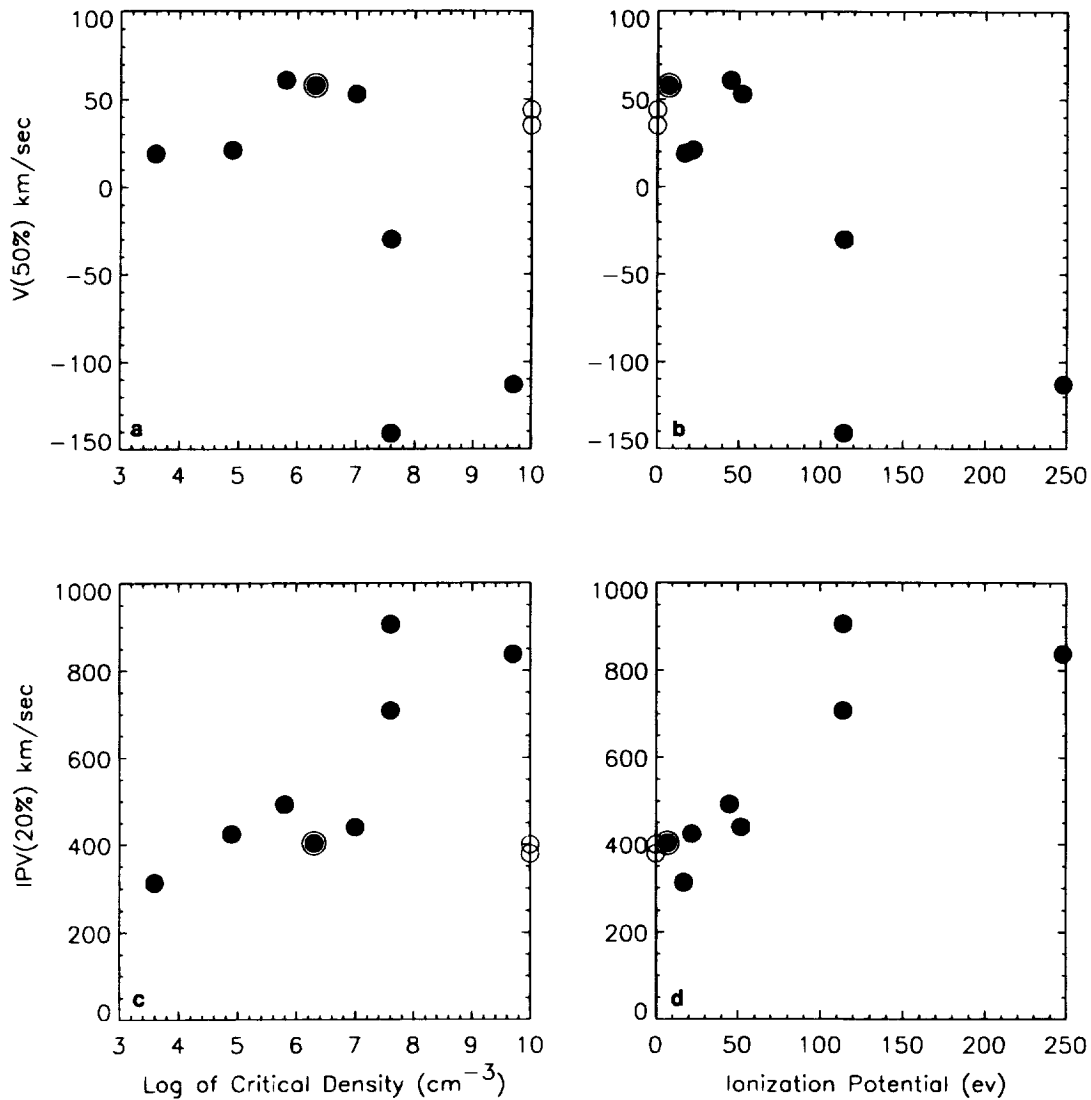 V(50%) km/sec
100
50
0
−50
−100
−150
a
3 4 5 6 7 8 9 10
100
50
0
−50
−100
−150
b
0 50 100 150 200 250
IPV(20%) km/sec
1000
800
600
400
200
0
c
3 4 5 6 7 8 9 10
Log of Critical Density (cm⁻³)
1000
800
600
400
200
0
d
0 50 100 150 200 250
Ionization Potential (ev)